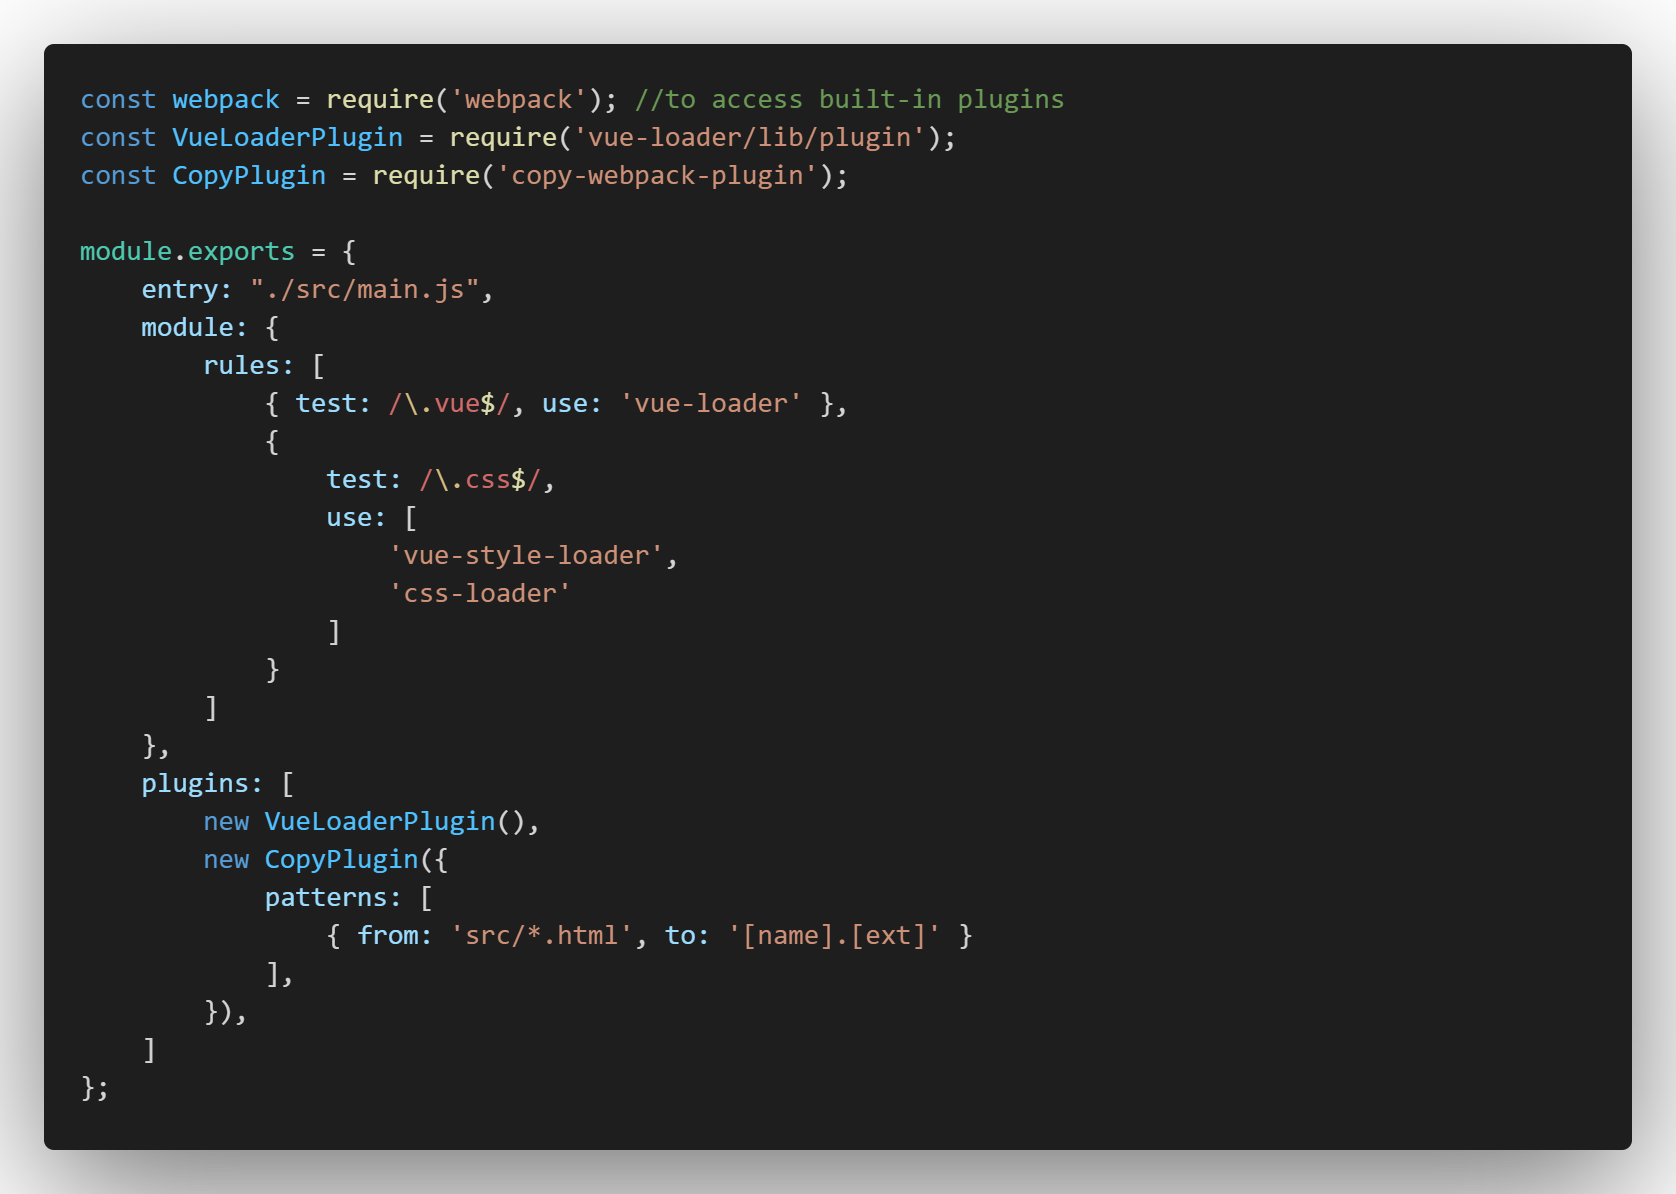 const webpack = require('webpack'); //to access built-in plugins
const VueLoaderPlugin = require('vue-loader/lib/plugin');
const CopyPlugin = require('copy-webpack-plugin');

module.exports = {
    entry: "./src/main.js",
    module: {
        rules: [
            { test: /\.vue$/, use: 'vue-loader' },
            {
                test: /\.css$/,
                use: [
                    'vue-style-loader',
                    'css-loader'
                ]
            }
        ]
    },
    plugins: [
        new VueLoaderPlugin(),
        new CopyPlugin({
            patterns: [
                { from: 'src/*.html', to: '[name].[ext]' }
            ],
        }),
    ]
};